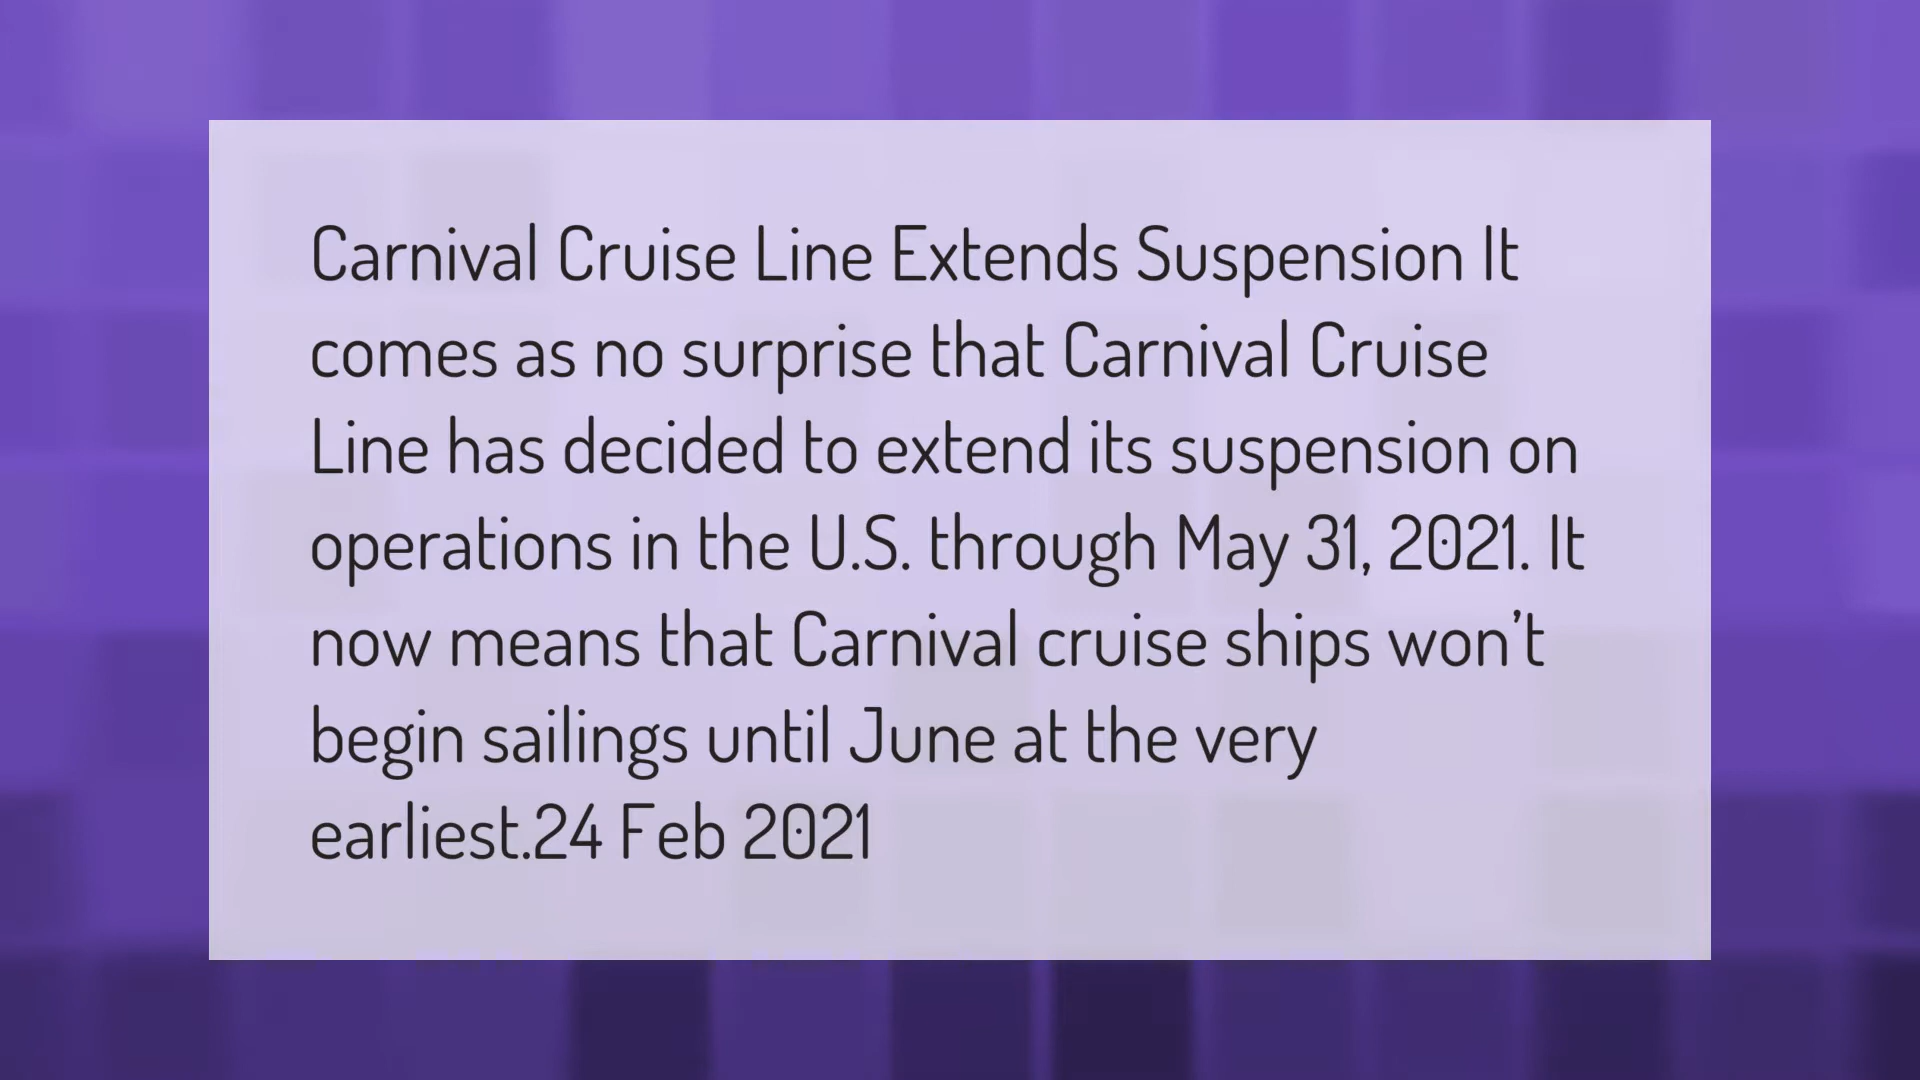 Carnival Cruise Line Extends Suspension It
comes as no surprise that Carnival Cruise
Line has decided to extend its suspension on
operations in the U.S. through May 31, 2021. It
now means that Carnival cruise ships won’t
begin sailings until June at the very
earliest.24 Feb 2021